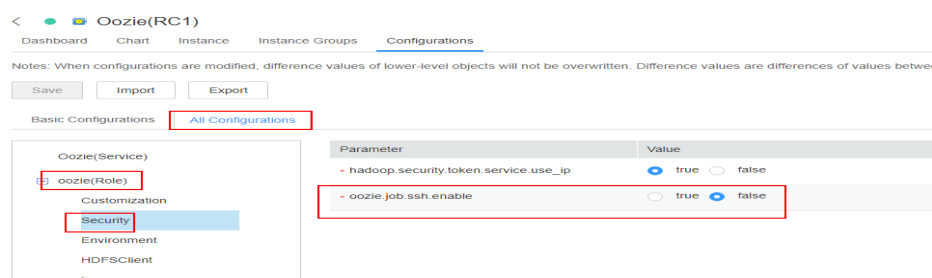 < Oozie(RC1)
Dashboard Chart Instance Instance Groups Configurations
Notes: When configurations are modified, difference values of lower-level objects will not be overwritten. Difference values are differences of values
Save Import Export
Basic Configurations All Configurations
Oozie(Service)
oozie(Role)
Customization
Security
Environment
HDFSClient
Parameter Value
* hadoop.security.token.service.use_ip true false
* oozie.job.ssh.enable true false